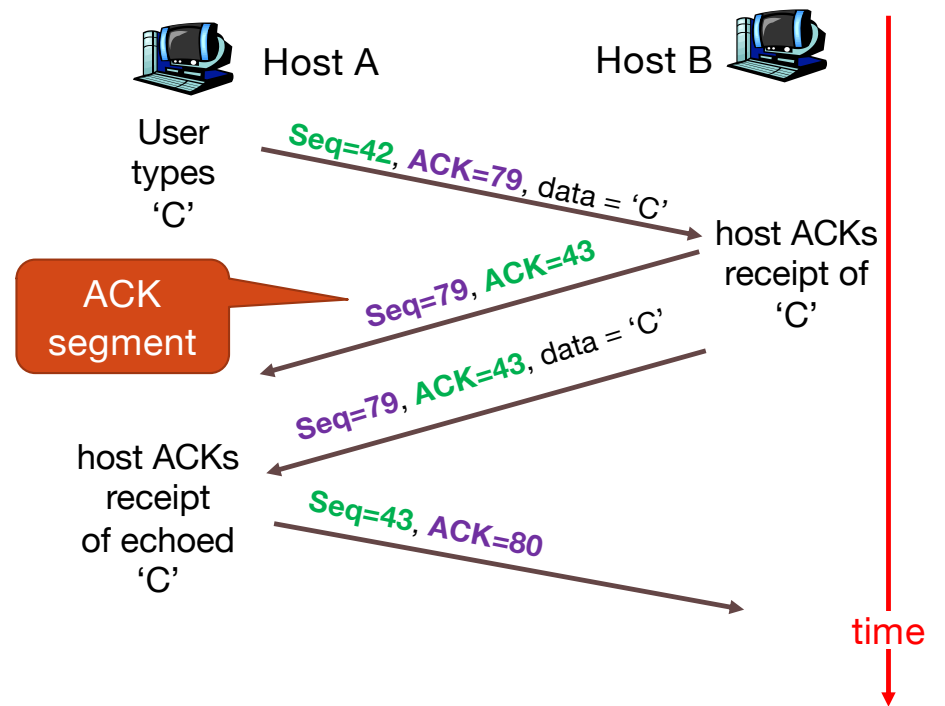 Host A
Host B
User
types
‘C’
Seq=42, ACK=79, data = ‘C’
host ACKs
receipt of
‘C’
ACK
segment
Seq=79, ACK=43
Seq=79, ACK=43, data = ‘C’
host ACKs
receipt
of echoed
‘C’
Seq=43, ACK=80
time